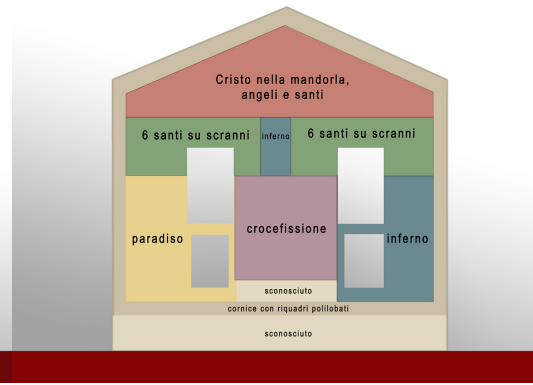 Cristo nella mandorla,
angeli e santi
6 santi su scranni
inferno
6 santi su scranni
paradiso
crocefissione
inferno
sconosciuto
cornice con riquadri polilobati
sconosciuto